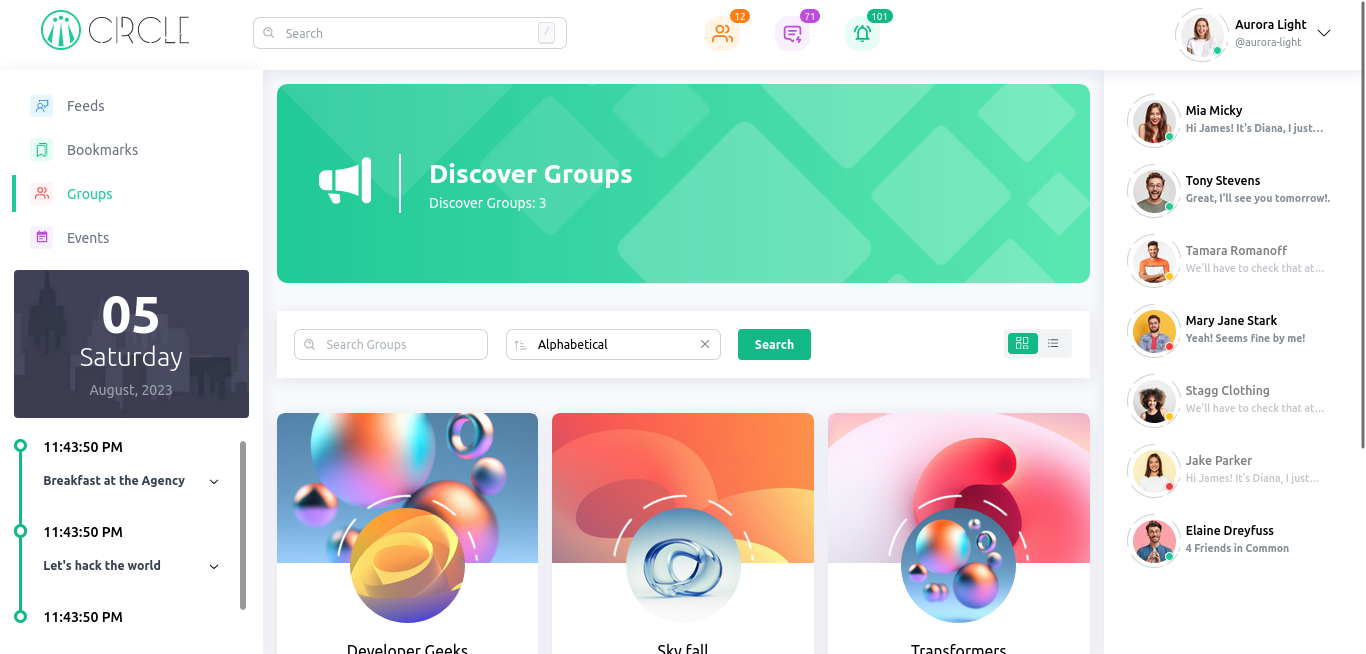 CIRCLE
Search
/
12
71
101
Aurora Light
@aurora-light
Feeds
Bookmarks
Groups
Events
05
Saturday
August, 2023
11:43:50 PM
Breakfast at the Agency
11:43:50 PM
Let's hack the world
11:43:50 PM
Discover Groups
Discover Groups: 3
Search Groups
Alphabetical
Search
Developer Geeks
Sky fall
Transformers
Mia Micky
Hi James! It's Diana, I just...
Tony Stevens
Great, I'll see you tomorrow!.
Tamara Romanoff
We'll have to check that at...
Mary Jane Stark
Yeah! Seems fine by me!
Stagg Clothing
We'll have to check that at...
Jake Parker
Hi James! It's Diana, I just...
Elaine Dreyfuss
4 Friends in Common